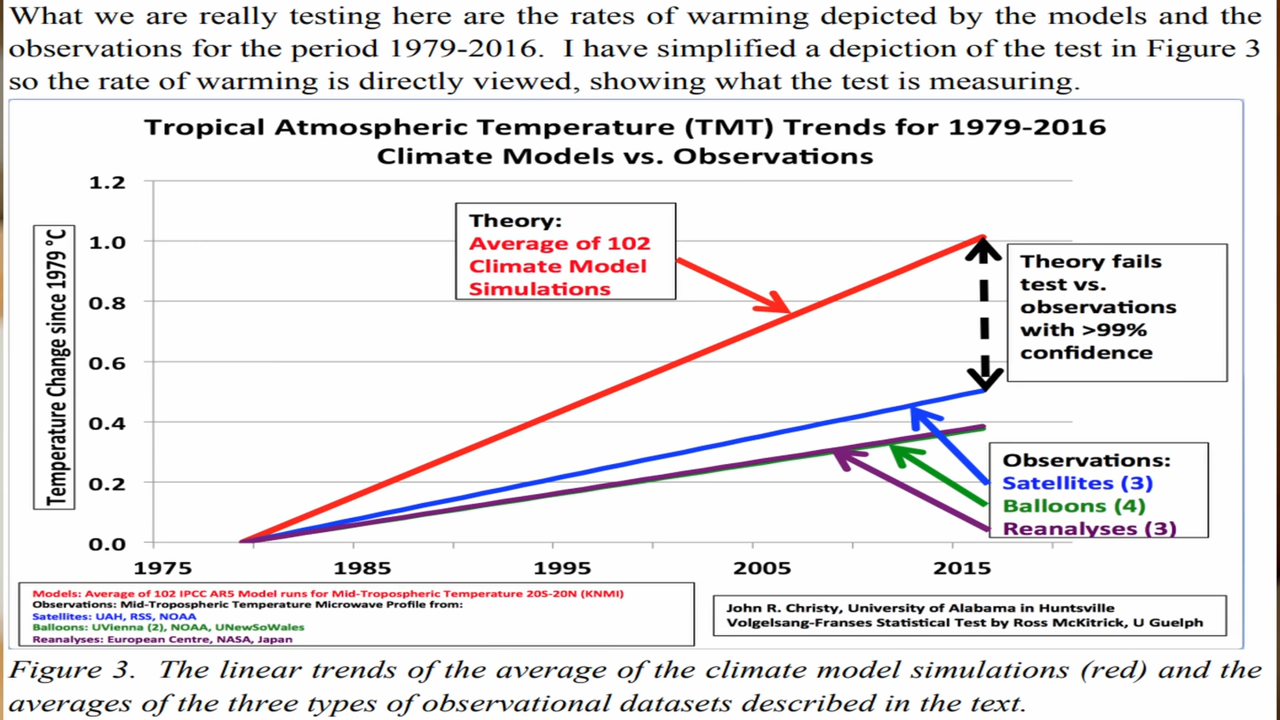 What we are really testing here are the rates of warming depicted by the models and the
observations for the period 1979-2016. I have simplified a depiction of the test in Figure 3
so the rate of warming is directly viewed, showing what the test is measuring.
Tropical Atmospheric Temperature (TMT) Trends for 1979-2016
Climate Models vs. Observations
Temperature Change since 1979 °C
1.2
1.0
0.8
0.6
0.4
0.2
0.0
Theory:
Average of 102
Climate Model
Simulations
Theory fails
test vs.
observations
with >99%
confidence
Observations:
Satellites (3)
Balloons (4)
Reanalyses (3)
1975 1985 1995 2005 2015
Models: Average of 102 IPCC AR5 Model runs for Mid-Tropospheric Temperature 20S-20N (KNMI)
Observations: Mid-Tropospheric Temperature Microwave Profile from:
Satellites: UAH, RSS, NOAA
Balloons: UVienna (2), NOAA, UNewSoWales
Reanalyses: European Centre, NASA, Japan
John R. Christy, University of Alabama in Huntsville
Volgelsang-Franses Statistical Test by Ross McKitrick, U Guelph
Figure 3. The linear trends of the average of the climate model simulations (red) and the
averages of the three types of observational datasets described in the text.